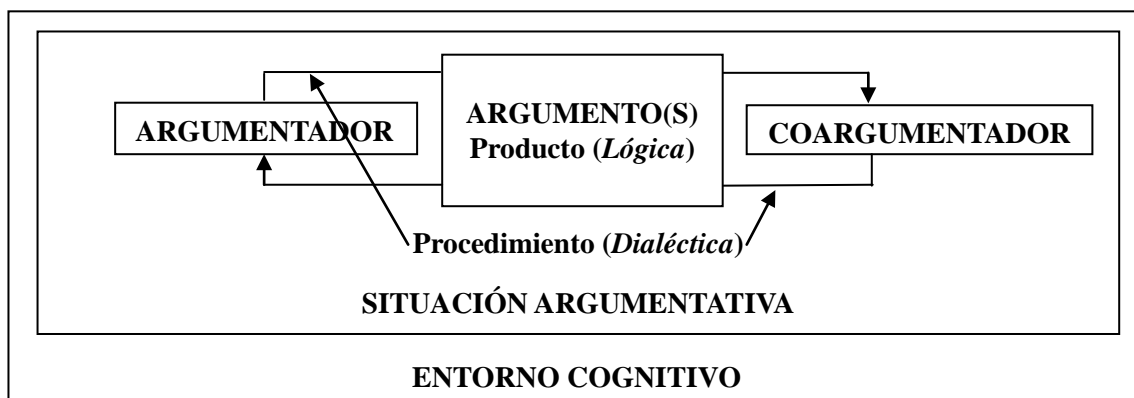 ARGUMENTADOR
ARGUMENTO(S)
Producto (Lógica)
COARGUMENTADOR
Procedimiento (Dialéctica)
SITUACIÓN ARGUMENTATIVA
ENTORNO COGNITIVO